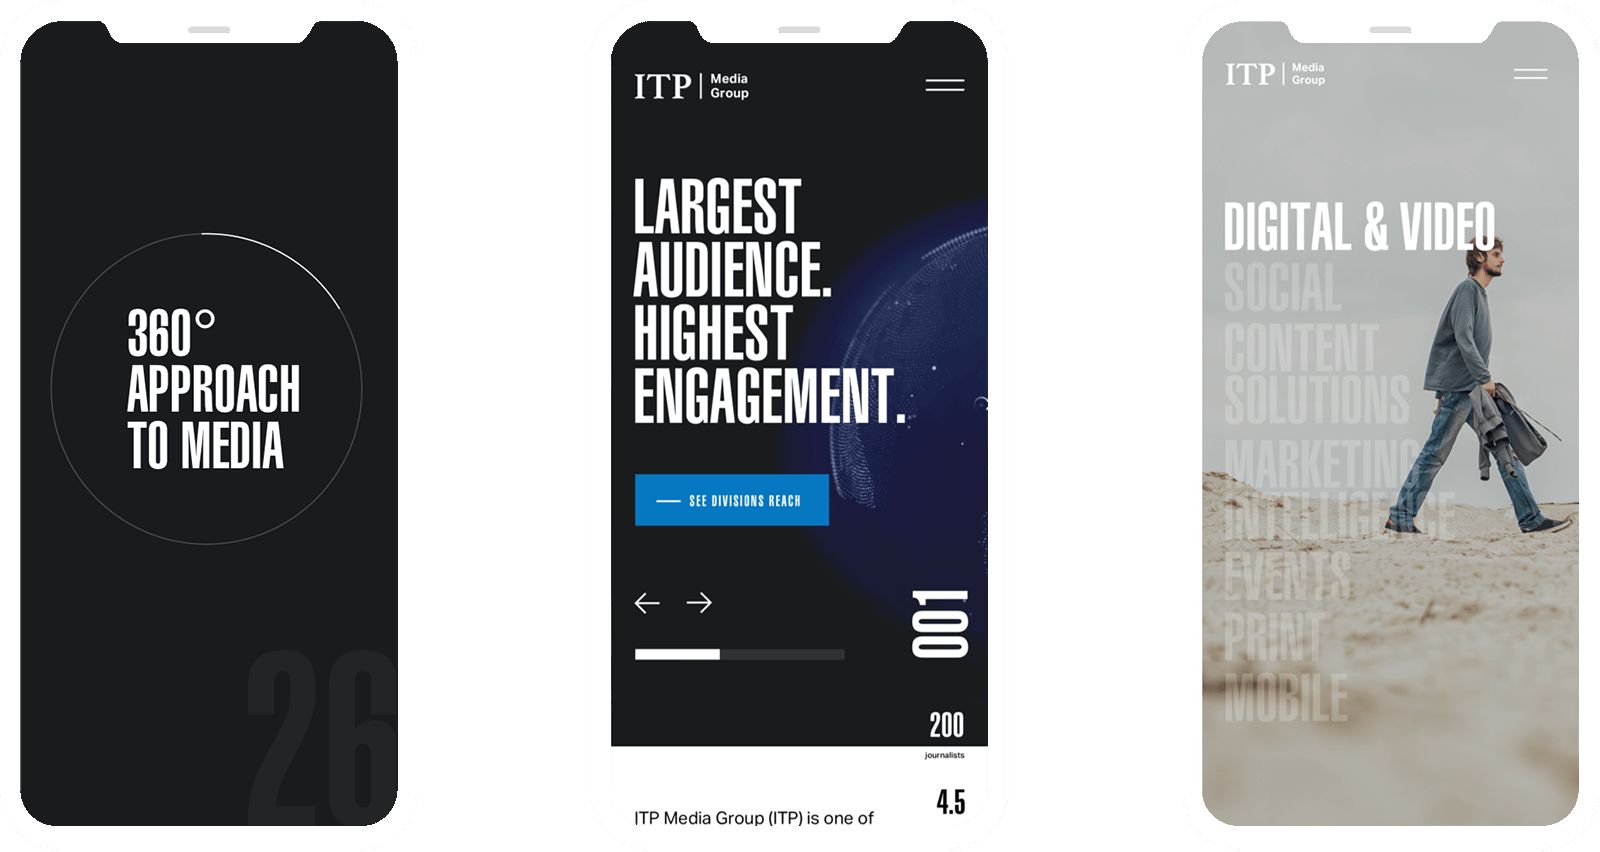 360°
APPROACH
TO MEDIA
26
ITP | Media
Group
LARGEST
AUDIENCE.
HIGHEST
ENGAGEMENT.
SEE DIVISIONS REACH
001
200
journalists
4.5
ITP Media Group (ITP) is one of
ITP | Media
Group
DIGITAL & VIDEO
SOCIAL
CONTENT
SOLUTIONS
MARKETING
INTELLIGENCE
EVENTS
PRINT
MOBILE